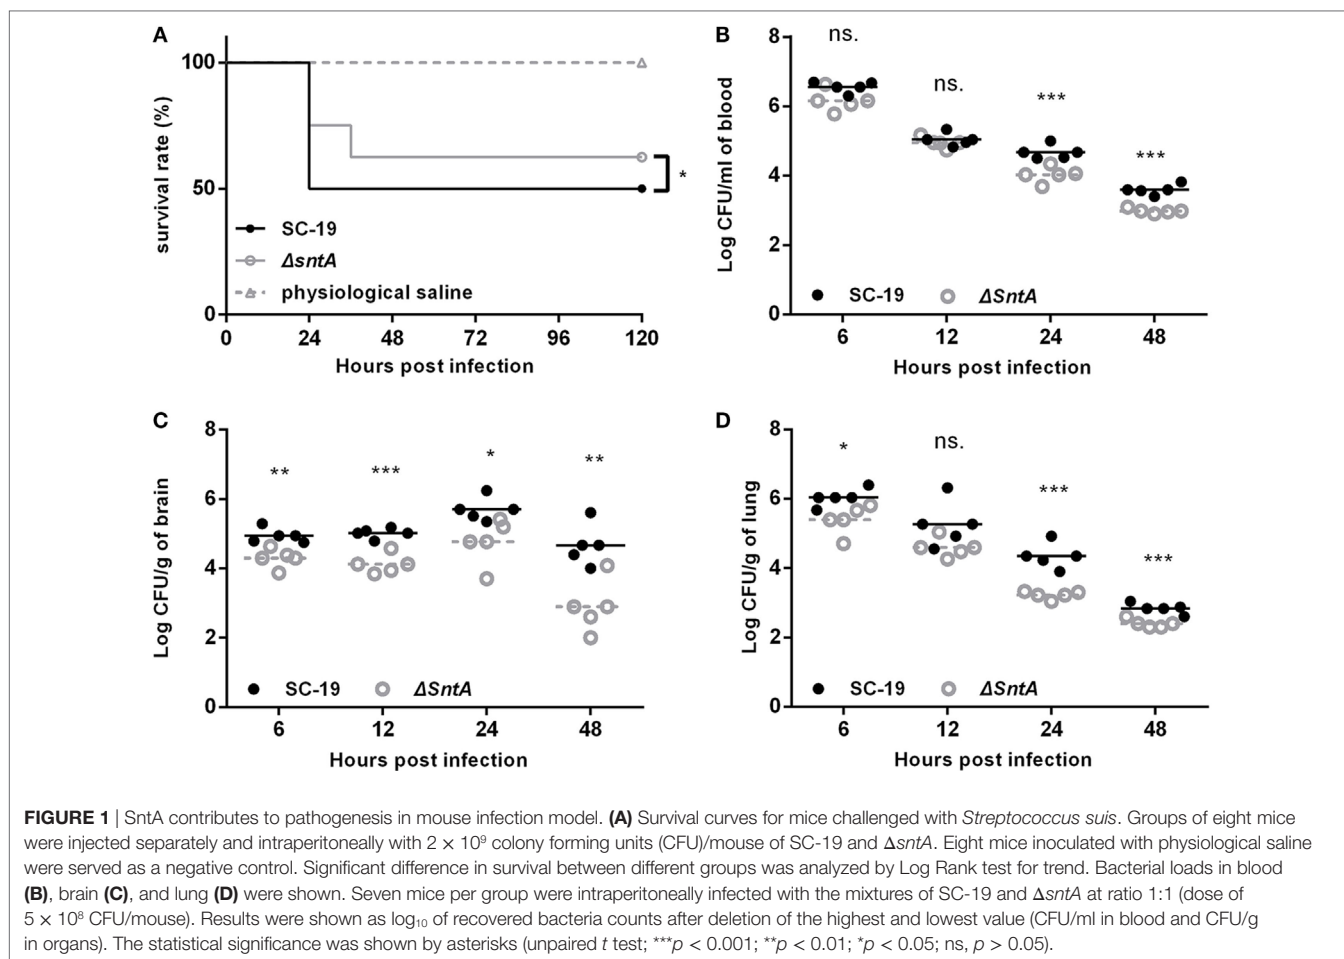 A
survival rate (%)
100
50
0
SC-19
ΔsntA
physiological saline
*
0 24 48 72 96 120
Hours post infection
B
Log CFU/ml of blood
8
6
4
2
0
ns.
ns.
***
***
SC-19 ΔSntA
6 12 24 48
Hours post infection
C
Log CFU/g of brain
8
6
4
2
0
**
***
*
**
SC-19 ΔSntA
6 12 24 48
Hours post infection
D
Log CFU/g of lung
8
6
4
2
0
*
ns.
***
***
SC-19 ΔSntA
6 12 24 48
Hours post infection
FIGURE 1 | SntA contributes to pathogenesis in mouse infection model. (A) Survival curves for mice challenged with Streptococcus suis. Groups of eight mice
were injected separately and intraperitoneally with 2 × 10⁹ colony forming units (CFU)/mouse of SC-19 and ΔsntA. Eight mice inoculated with physiological saline
were served as a negative control. Significant difference in survival between different groups was analyzed by Log Rank test for trend. Bacterial loads in blood
(B), brain (C), and lung (D) were shown. Seven mice per group were intraperitoneally infected with the mixtures of SC-19 and ΔsntA at ratio 1:1 (dose of
5 × 10⁸ CFU/mouse). Results were shown as log₁₀ of recovered bacteria counts after deletion of the highest and lowest value (CFU/ml in blood and CFU/g
in organs). The statistical significance was shown by asterisks (unpaired t test; ***p < 0.001; **p < 0.01; *p < 0.05; ns, p > 0.05).